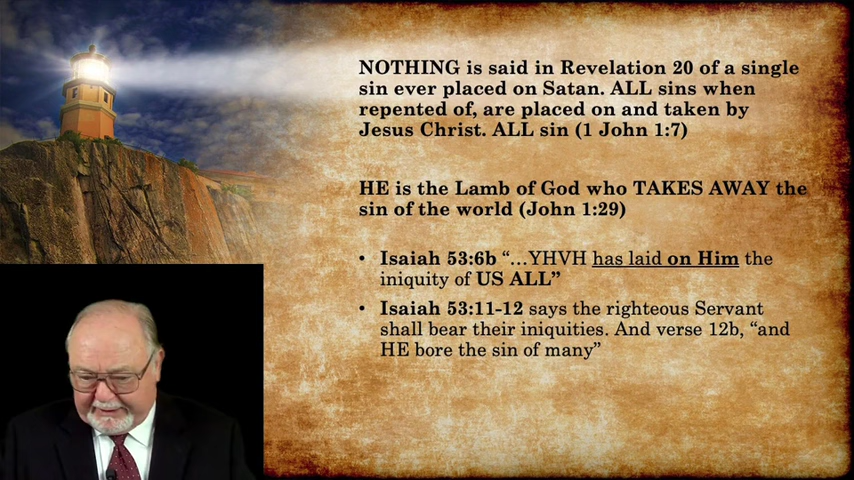 NOTHING is said in Revelation 20 of a single
sin ever placed on Satan. ALL sins when
repented of, are placed on and taken by
Jesus Christ. ALL sin (1 John 1:7)
HE is the Lamb of God who TAKES AWAY the
sin of the world (John 1:29)
• Isaiah 53:6b “…YHVH has laid on Him the
iniquity of US ALL”
• Isaiah 53:11-12 says the righteous Servant
shall bear their iniquities. And verse 12b, “and
HE bore the sin of many”